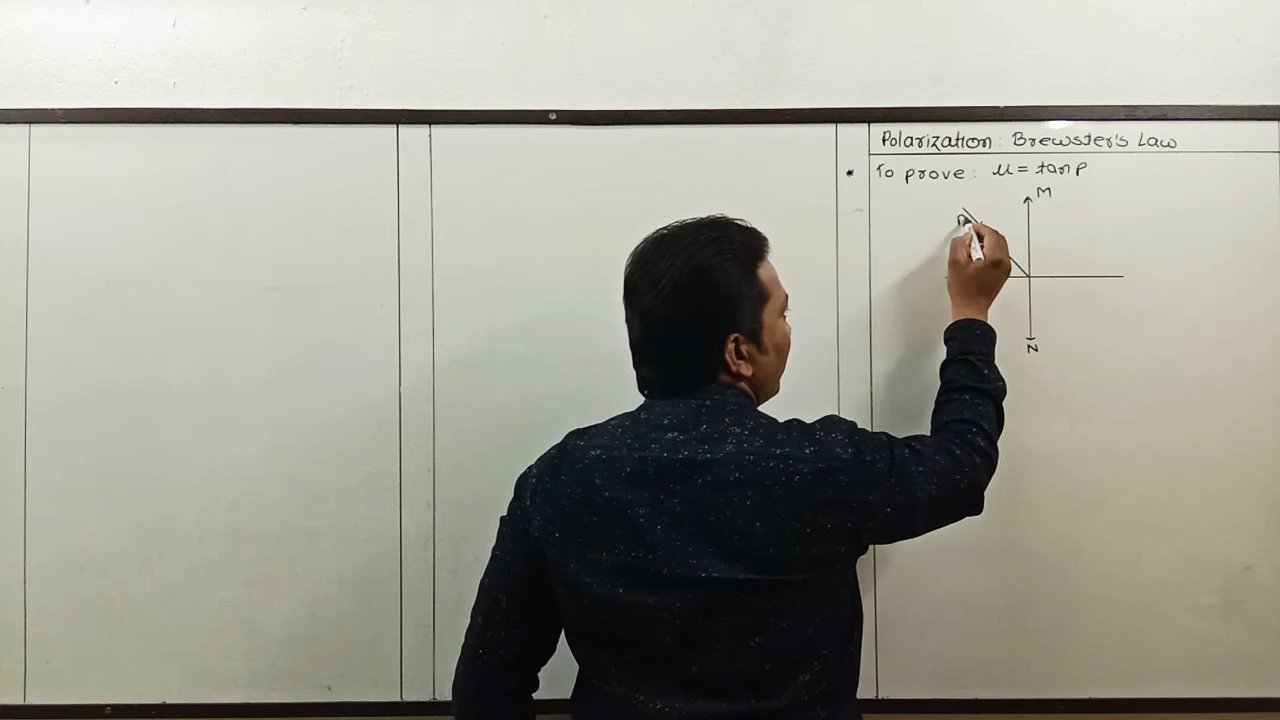 Polarization: Brewster's Law
* To prove: μ = tan p
M
N